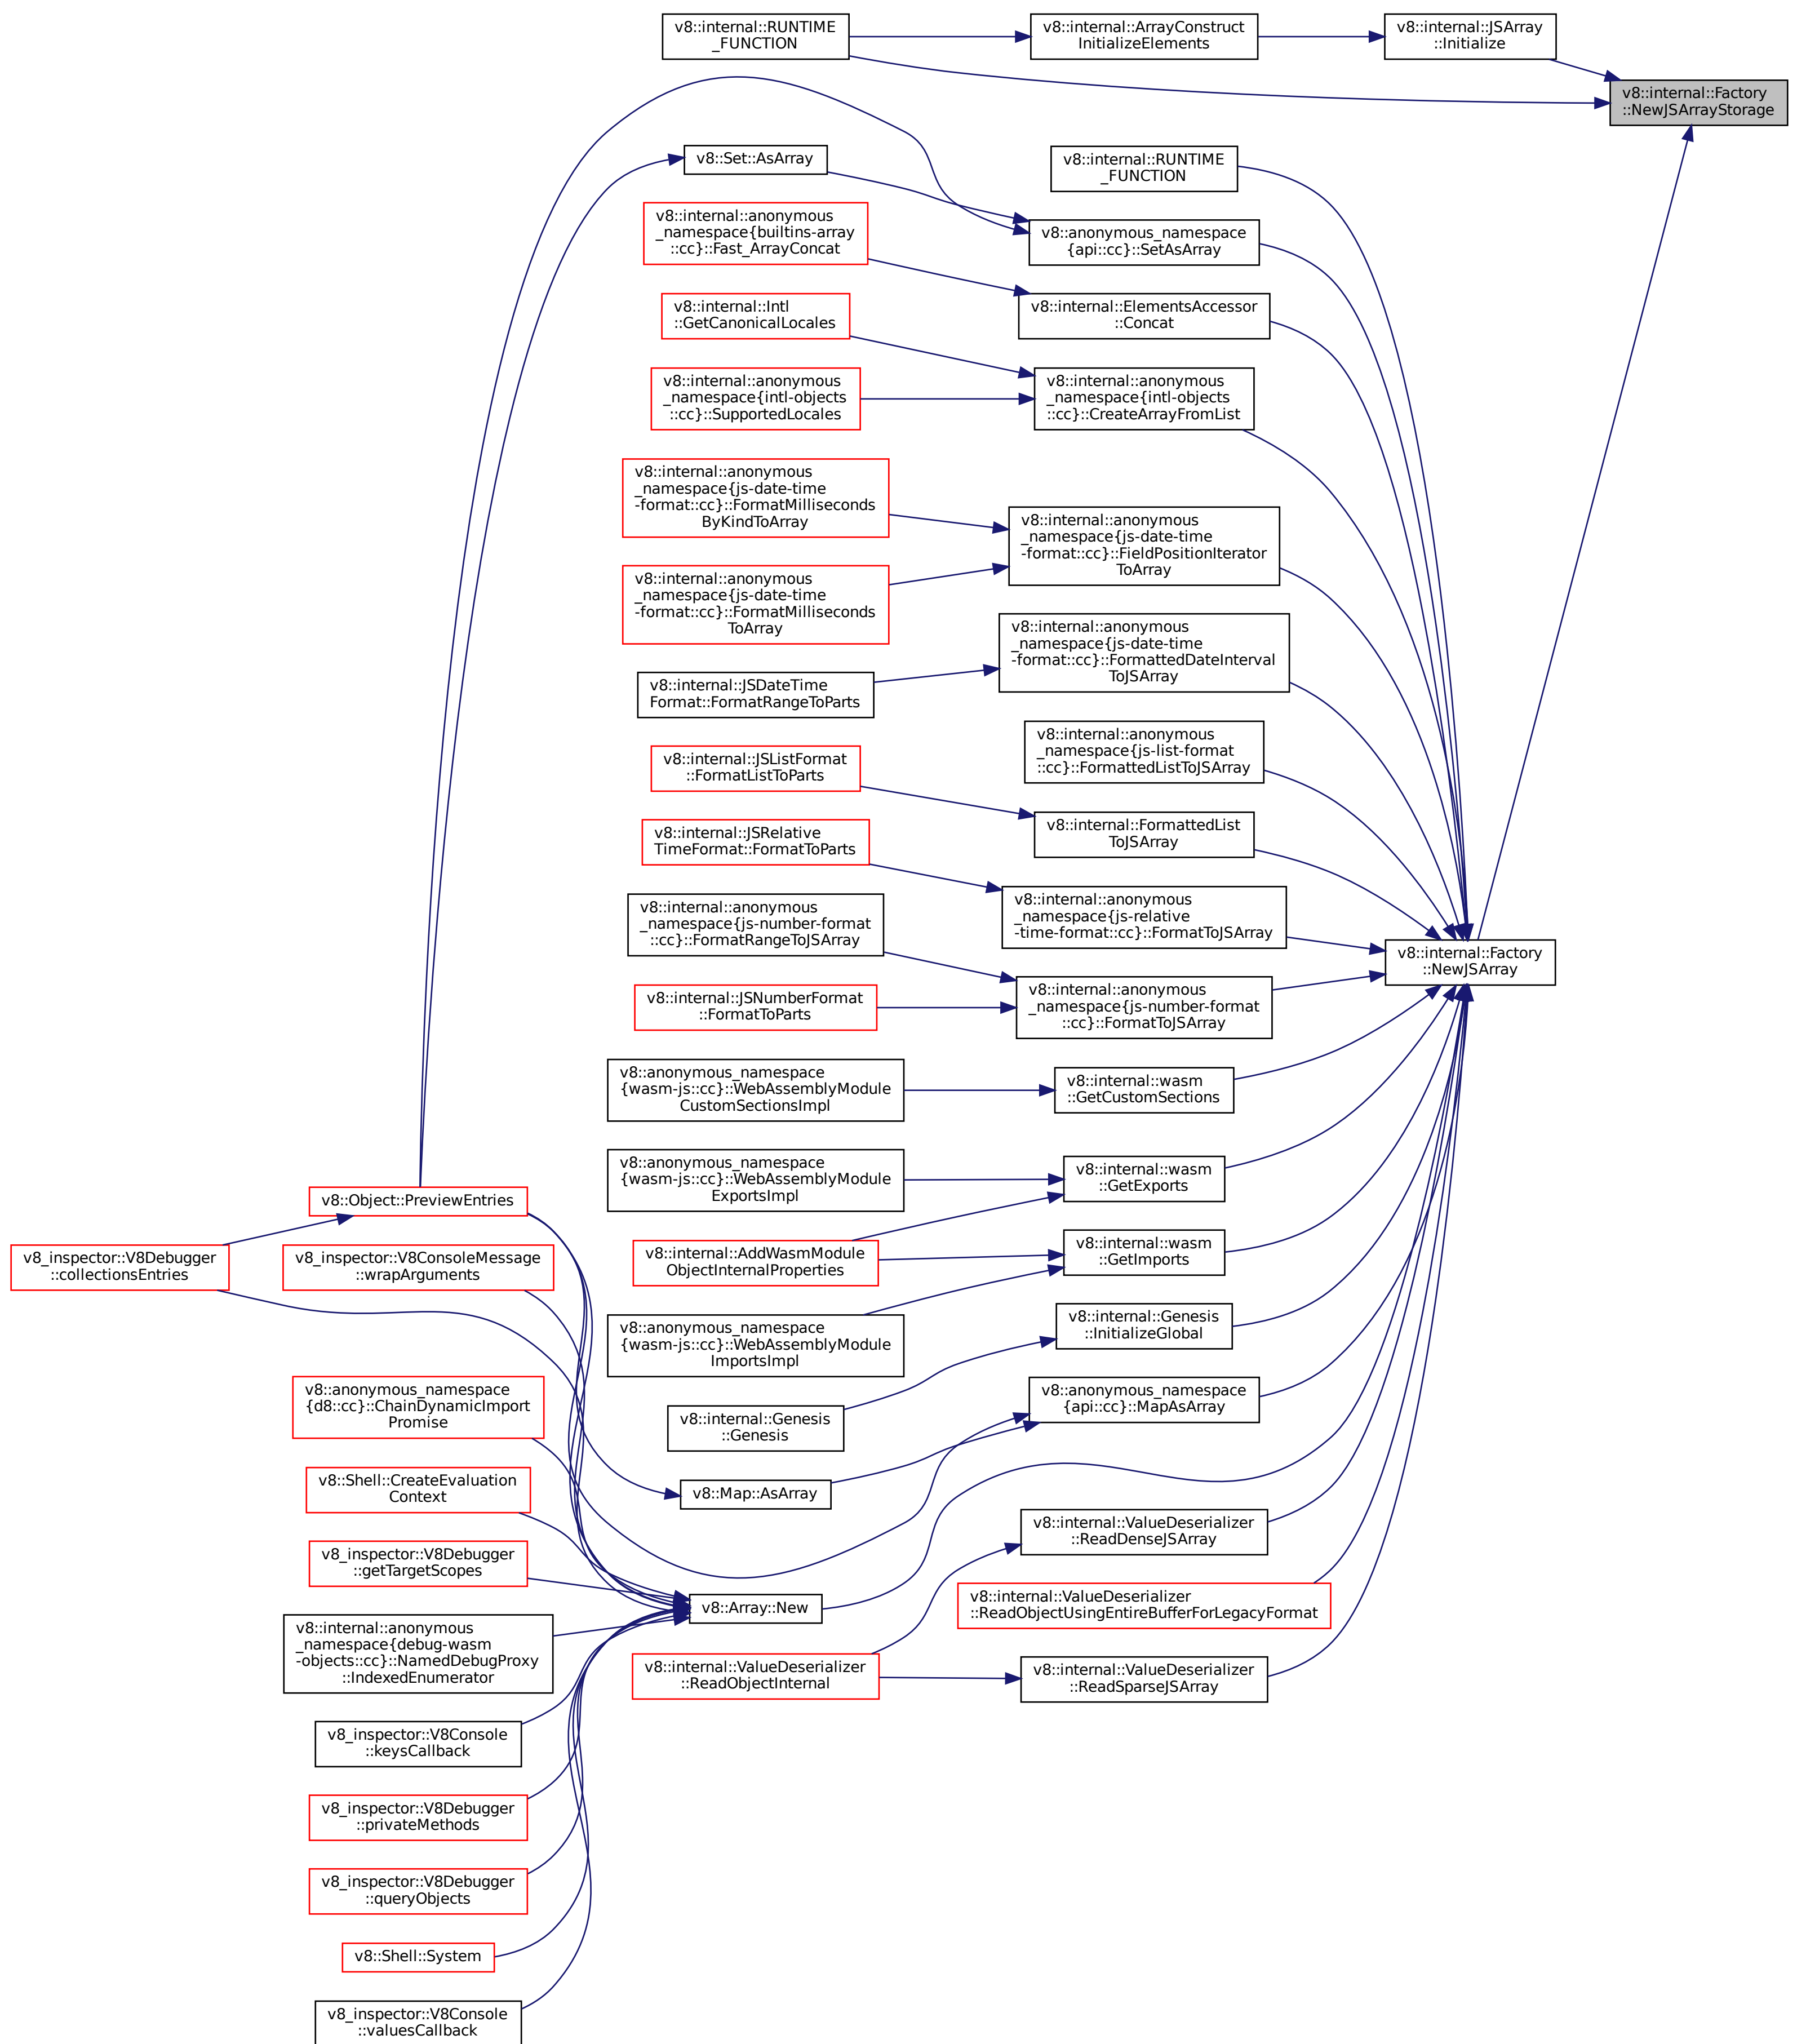 v8::internal::RUNTIME
_FUNCTION
v8::internal::ArrayConstruct
InitializeElements
v8::internal::JSArray
::Initialize
v8::internal::Factory
::NewJSArrayStorage
v8::Set::AsArray
v8::internal::RUNTIME
_FUNCTION
v8::internal::anonymous
_namespace{builtins-array
::cc}::Fast_ArrayConcat
v8::anonymous_namespace
{api::cc}::SetAsArray
v8::internal::Intl
::GetCanonicalLocales
v8::internal::ElementsAccessor
::Concat
v8::internal::anonymous
_namespace{intl-objects
::cc}::SupportedLocales
v8::internal::anonymous
_namespace{intl-objects
::cc}::CreateArrayFromList
v8::internal::anonymous
_namespace{js-date-time
-format::cc}::FormatMilliseconds
ByKindToArray
v8::internal::anonymous
_namespace{js-date-time
-format::cc}::FieldPositionIterator
ToArray
v8::internal::anonymous
_namespace{js-date-time
-format::cc}::FormatMilliseconds
ToArray
v8::internal::anonymous
_namespace{js-date-time
-format::cc}::FormattedDateInterval
ToJSArray
v8::internal::JSDateTime
Format::FormatRangeToParts
v8::internal::anonymous
_namespace{js-list-format
::cc}::FormattedListToJSArray
v8::internal::JSListFormat
::FormatListToParts
v8::internal::FormattedList
ToJSArray
v8::internal::JSRelative
TimeFormat::FormatToParts
v8::internal::anonymous
_namespace{js-relative
-time-format::cc}::FormatToJSArray
v8::internal::anonymous
_namespace{js-number-format
::cc}::FormatRangeToJSArray
v8::internal::Factory
::NewJSArray
v8::internal::JSNumberFormat
::FormatToParts
v8::internal::anonymous
_namespace{js-number-format
::cc}::FormatToJSArray
v8::anonymous_namespace
{wasm-js::cc}::WebAssemblyModule
CustomSectionsImpl
v8::internal::wasm
::GetCustomSections
v8::anonymous_namespace
{wasm-js::cc}::WebAssemblyModule
ExportsImpl
v8::internal::wasm
::GetExports
v8::Object::PreviewEntries
v8_inspector::V8Debugger
::collectionsEntries
v8_inspector::V8ConsoleMessage
::wrapArguments
v8::internal::AddWasmModule
ObjectInternalProperties
v8::internal::wasm
::GetImports
v8::anonymous_namespace
{wasm-js::cc}::WebAssemblyModule
ImportsImpl
v8::internal::Genesis
::InitializeGlobal
v8::anonymous_namespace
{d8::cc}::ChainDynamicImport
Promise
v8::internal::Genesis
::Genesis
v8::anonymous_namespace
{api::cc}::MapAsArray
v8::Shell::CreateEvaluation
Context
v8::Map::AsArray
v8::internal::ValueDeserializer
::ReadDenseJSArray
v8_inspector::V8Debugger
::getTargetScopes
v8::Array::New
v8::internal::ValueDeserializer
::ReadObjectUsingEntireBufferForLegacyFormat
v8::internal::anonymous
_namespace{debug-wasm
-objects::cc}::NamedDebugProxy
::IndexedEnumerator
v8::internal::ValueDeserializer
::ReadObjectInternal
v8::internal::ValueDeserializer
::ReadSparseJSArray
v8_inspector::V8Console
::keysCallback
v8_inspector::V8Debugger
::privateMethods
v8_inspector::V8Debugger
::queryObjects
v8::Shell::System
v8_inspector::V8Console
::valuesCallback